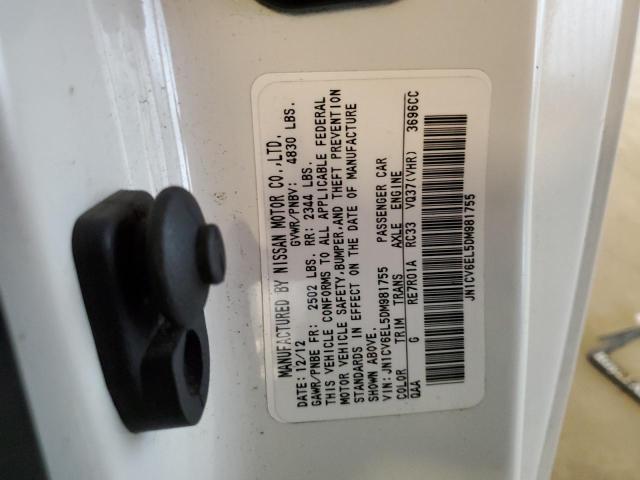 MANUFACTURED BY NISSAN MOTOR CO.,LTD.
DATE: 12/12 GVWR/PNBV: 4830 LBS.
GAWR/PNBE FR: 2502 LBS. RR: 2344 LBS.
THIS VEHICLE CONFORMS TO ALL APPLICABLE FEDERAL
MOTOR VEHICLE SAFETY,BUMPER,AND THEFT PREVENTION
STANDARDS IN EFFECT ON THE DATE OF MANUFACTURE
SHOWN ABOVE.
VIN: JN1CV6EL5DM981755 PASSENGER CAR
COLOR TRIM TRANS AXLE ENGINE
QAA G RE7R01A RC33 VQ37(VHR) 3696CC
JN1CV6EL5DM981755